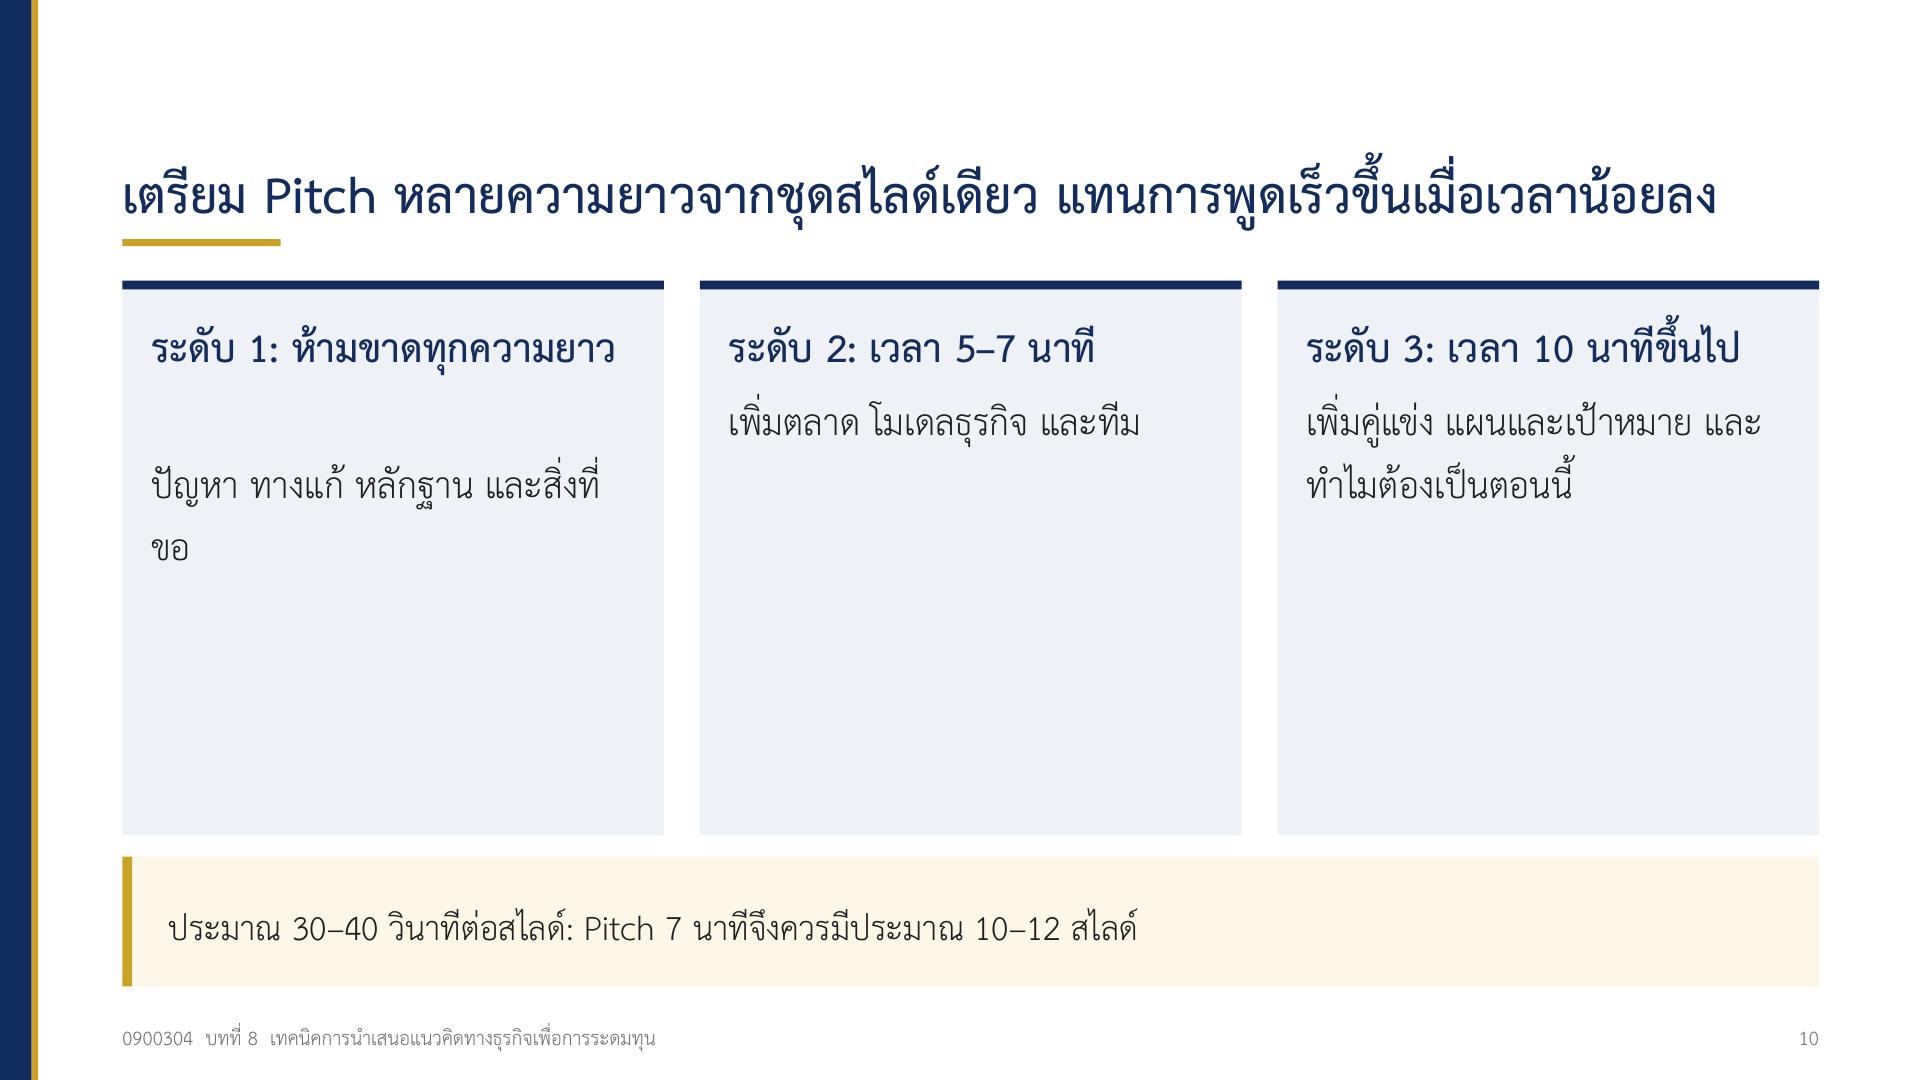 เตรียม Pitch หลายความยาวจากชุดสไลด์เดียว แทนการพูดเร็วขึ้นเมื่อเวลาน้อยลง
ระดับ 1: ห้ามขาดทุกความยาว
ปัญหา ทางแก้ หลักฐาน และสิ่งที่
ขอ
ระดับ 2: เวลา 5–7 นาที
เพิ่มตลาด โมเดลธุรกิจ และทีม
ระดับ 3: เวลา 10 นาทีขึ้นไป
เพิ่มคู่แข่ง แผนและเป้าหมาย และ
ทำไมต้องเป็นตอนนี้
ประมาณ 30–40 วินาทีต่อสไลด์: Pitch 7 นาทีจึงควรมีประมาณ 10–12 สไลด์
0900304 บทที่ 8 เทคนิคการนำเสนอแนวคิดทางธุรกิจเพื่อการระดมทุน
10